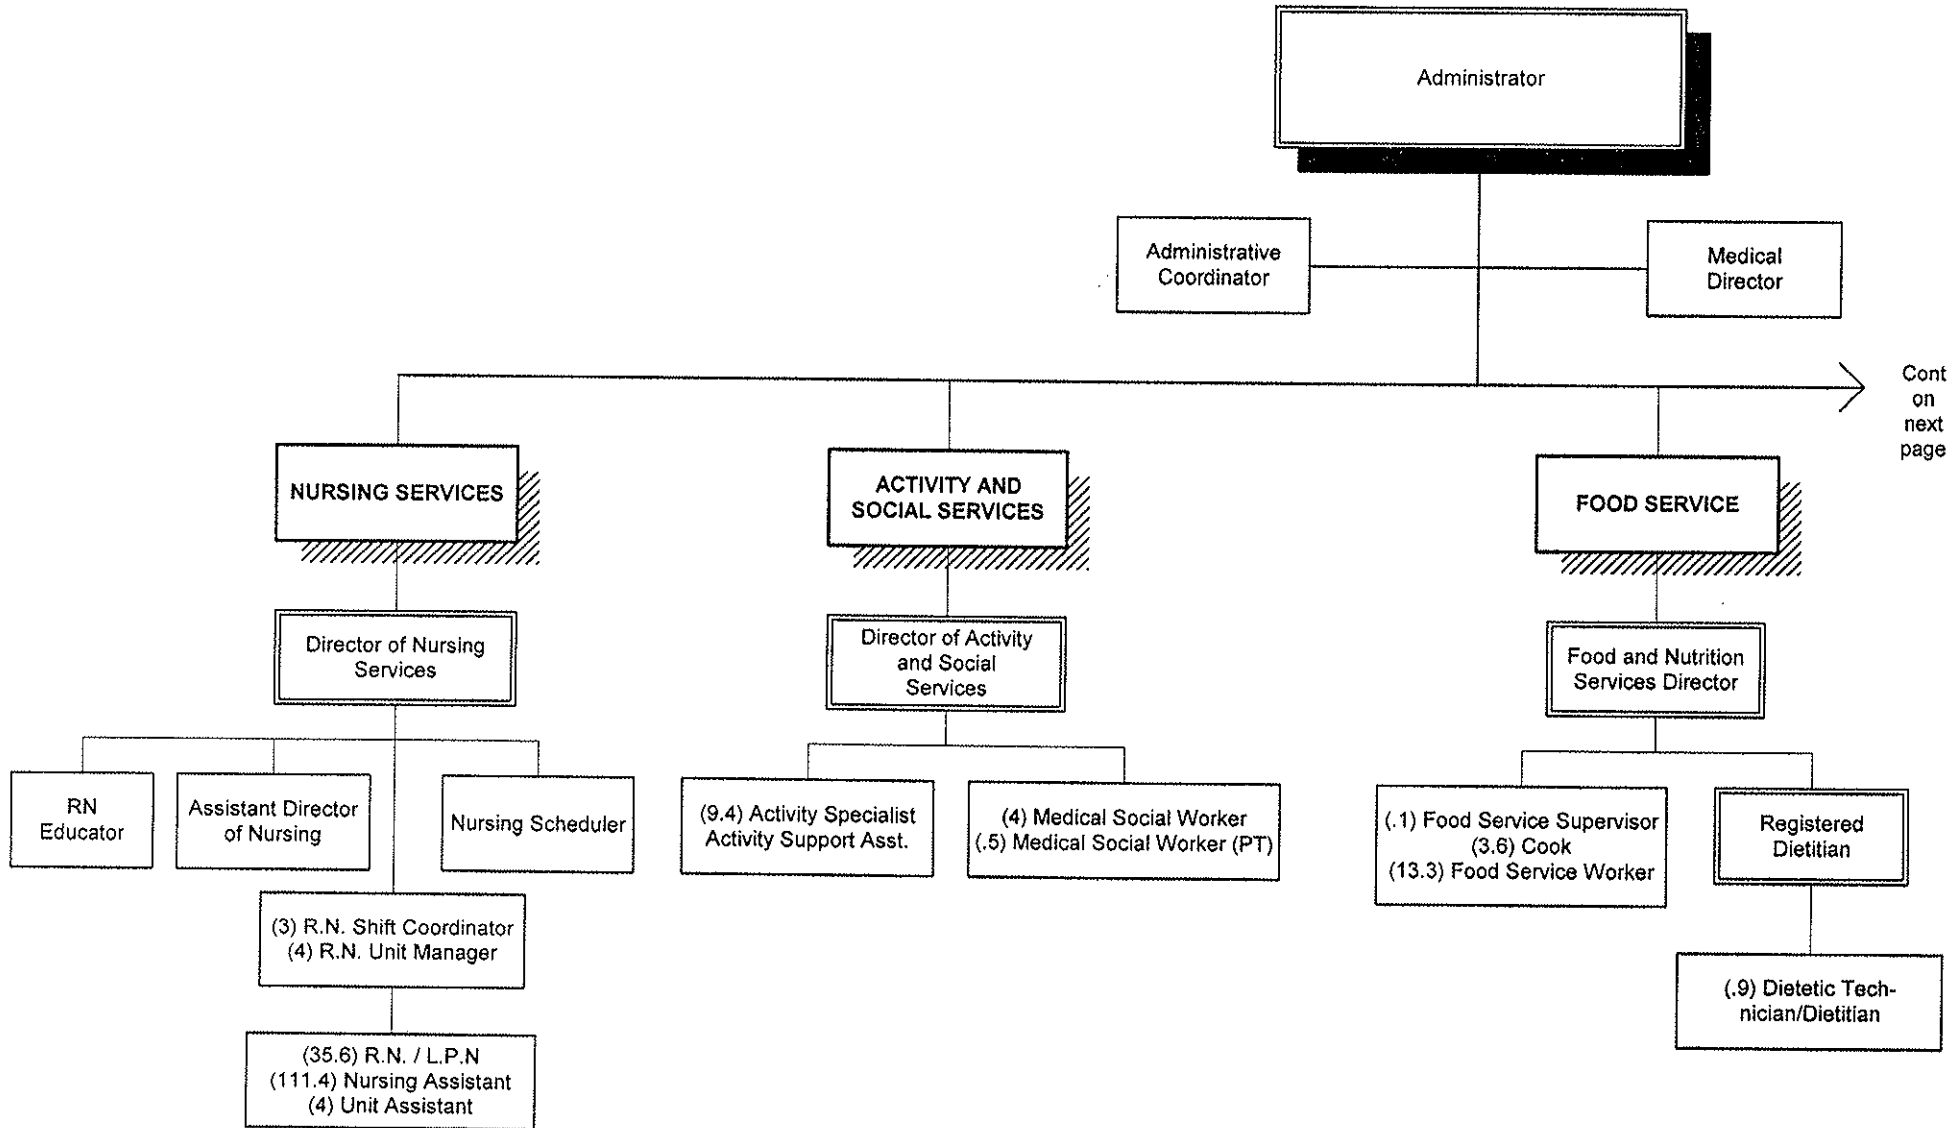 Administrator
Administrative
Coordinator
Medical
Director
Cont
on
next
page
NURSING SERVICES
ACTIVITY AND
SOCIAL SERVICES
FOOD SERVICE
Director of Nursing
Services
Director of Activity
and Social
Services
Food and Nutrition
Services Director
RN
Educator
Assistant Director
of Nursing
Nursing Scheduler
(9.4) Activity Specialist
Activity Support Asst.
(4) Medical Social Worker
(.5) Medical Social Worker (PT)
(.1) Food Service Supervisor
(3.6) Cook
(13.3) Food Service Worker
Registered
Dietitian
(3) R.N. Shift Coordinator
(4) R.N. Unit Manager
(.9) Dietetic Tech-
nician/Dietitian
(35.6) R.N. / L.P.N
(111.4) Nursing Assistant
(4) Unit Assistant